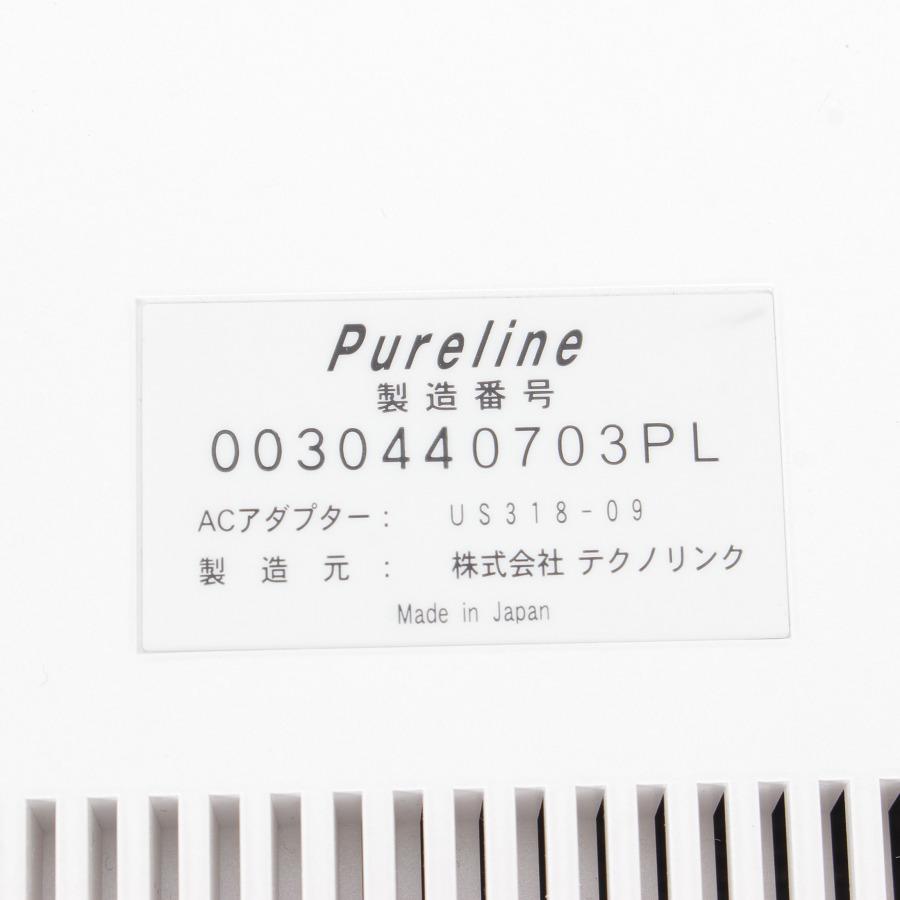 Pureline
製造番号
0030440703PL
ACアダプター: US318-09
製造元: 株式会社 テクノリンク
Made in Japan